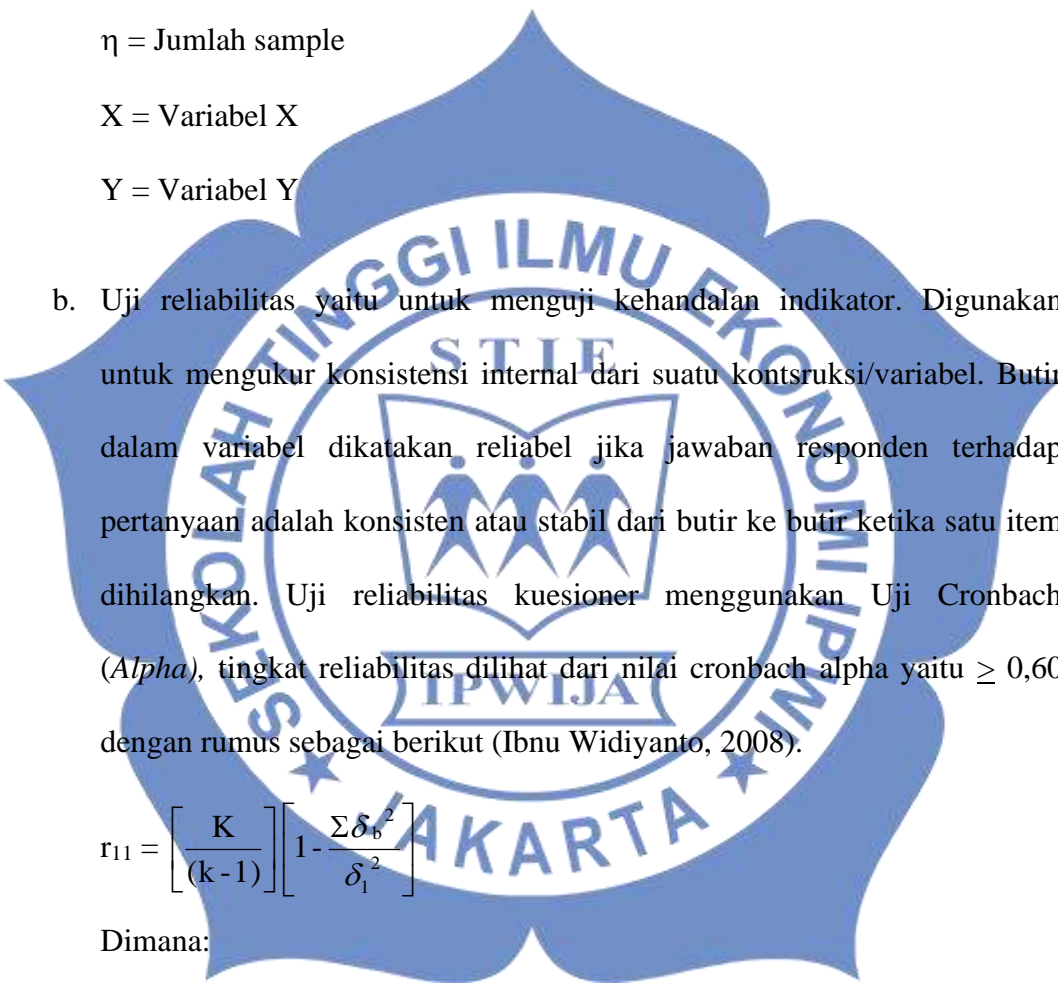 η = Jumlah sample
X = Variabel X
Y = Variabel Y
b. Uji reliabilitas yaitu untuk menguji kehandalan indikator. Digunakan
untuk mengukur konsistensi internal dari suatu kontsruksi/variabel. Butir
dalam variabel dikatakan reliabel jika jawaban responden terhadap
pertanyaan adalah konsisten atau stabil dari butir ke butir ketika satu item
dihilangkan. Uji reliabilitas kuesioner menggunakan Uji Cronbach
(Alpha), tingkat reliabilitas dilihat dari nilai cronbach alpha yaitu ≥ 0,60
dengan rumus sebagai berikut (Ibnu Widiyanto, 2008).
r₁₁ = [K / (k - 1)] [1 - Σδb² / δ₁²]
Dimana:
SEKOLAH TINGGI ILMU EKONOMI IPWIJA
STIE
IPWIJA
★ JAKARTA ★